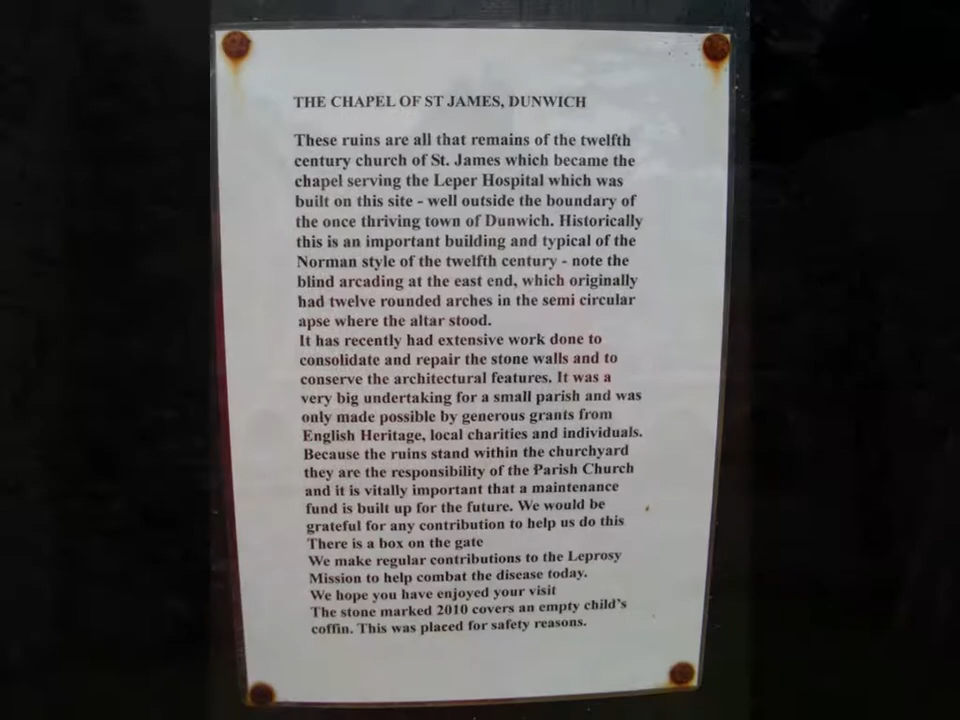 THE CHAPEL OF ST JAMES, DUNWICH
These ruins are all that remains of the twelfth
century church of St. James which became the
chapel serving the Leper Hospital which was
built on this site - well outside the boundary of
the once thriving town of Dunwich. Historically
this is an important building and typical of the
Norman style of the twelfth century - note the
blind arcading at the east end, which originally
had twelve rounded arches in the semi circular
apse where the altar stood.
It has recently had extensive work done to
consolidate and repair the stone walls and to
conserve the architectural features. It was a
very big undertaking for a small parish and was
only made possible by generous grants from
English Heritage, local charities and individuals.
Because the ruins stand within the churchyard
they are the responsibility of the Parish Church
and it is vitally important that a maintenance
fund is built up for the future. We would be
grateful for any contribution to help us do this
There is a box on the gate
We make regular contributions to the Leprosy
Mission to help combat the disease today.
We hope you have enjoyed your visit
The stone marked 2010 covers an empty child's
coffin. This was placed for safety reasons.